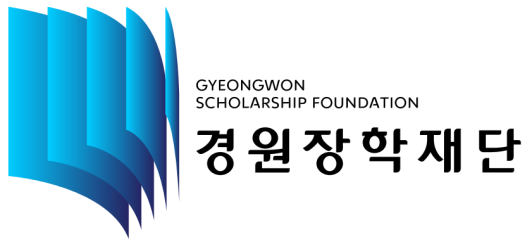 GYEONGWON
SCHOLARSHIP FOUNDATION
경원장학재단